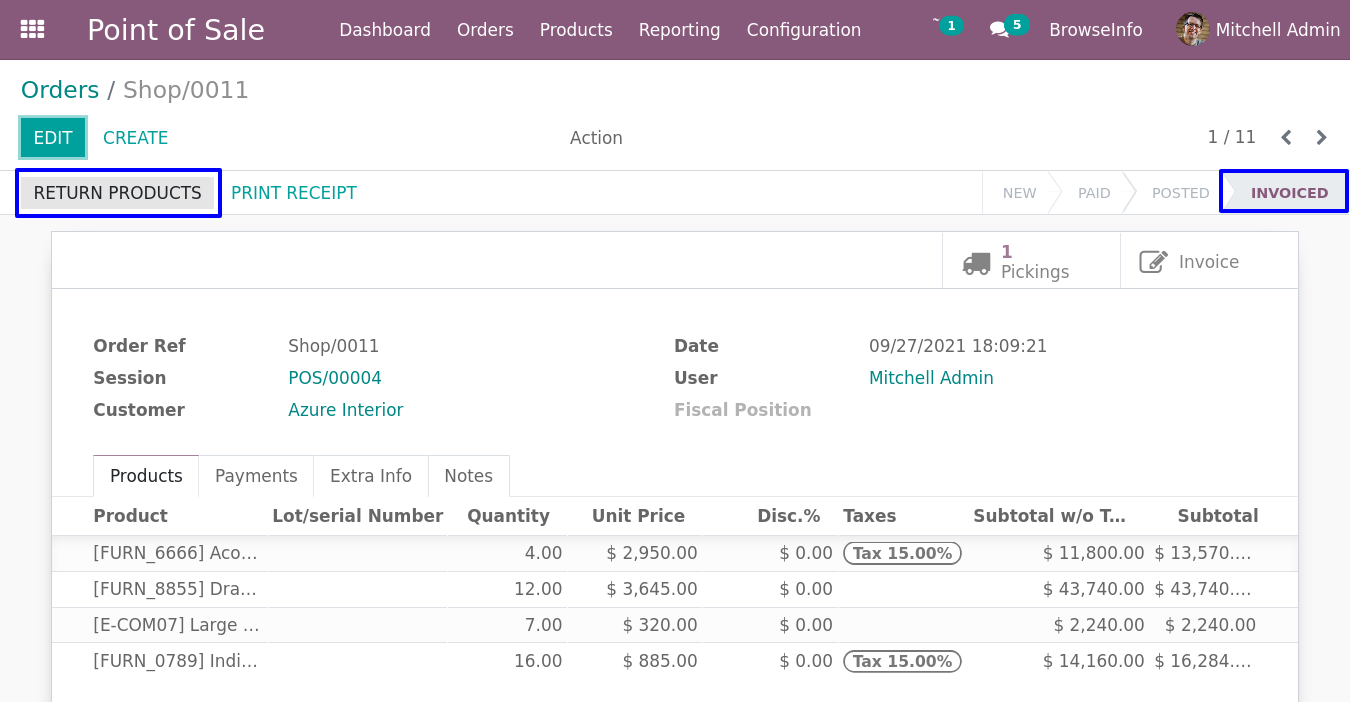 Point of Sale Dashboard Orders Products Reporting Configuration 1 5 BrowseInfo Mitchell Admin
Orders / Shop/0011
EDIT CREATE Action 1 / 11
RETURN PRODUCTS PRINT RECEIPT NEW PAID POSTED INVOICED
1 Pickings Invoice
Order Ref Shop/0011 Date 09/27/2021 18:09:21
Session POS/00004 User Mitchell Admin
Customer Azure Interior Fiscal Position
Products Payments Extra Info Notes
Product Lot/serial Number Quantity Unit Price Disc.% Taxes Subtotal w/o T... Subtotal
[FURN_6666] Aco... 4.00 $ 2,950.00 $ 0.00 Tax 15.00% $ 11,800.00 $ 13,570....
[FURN_8855] Dra... 12.00 $ 3,645.00 $ 0.00 $ 43,740.00 $ 43,740....
[E-COM07] Large ... 7.00 $ 320.00 $ 0.00 $ 2,240.00 $ 2,240.00
[FURN_0789] Indi... 16.00 $ 885.00 $ 0.00 Tax 15.00% $ 14,160.00 $ 16,284....